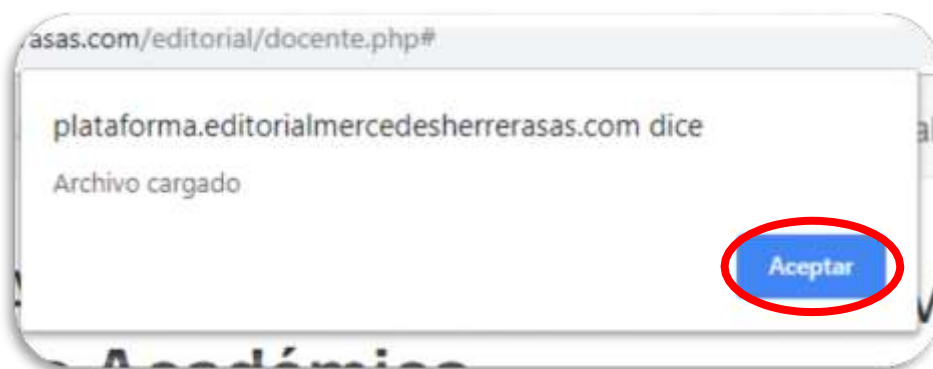 asas.com/editorial/docente.php#
plataforma.editorialmercedesherrerasas.com dice
Archivo cargado
Aceptar